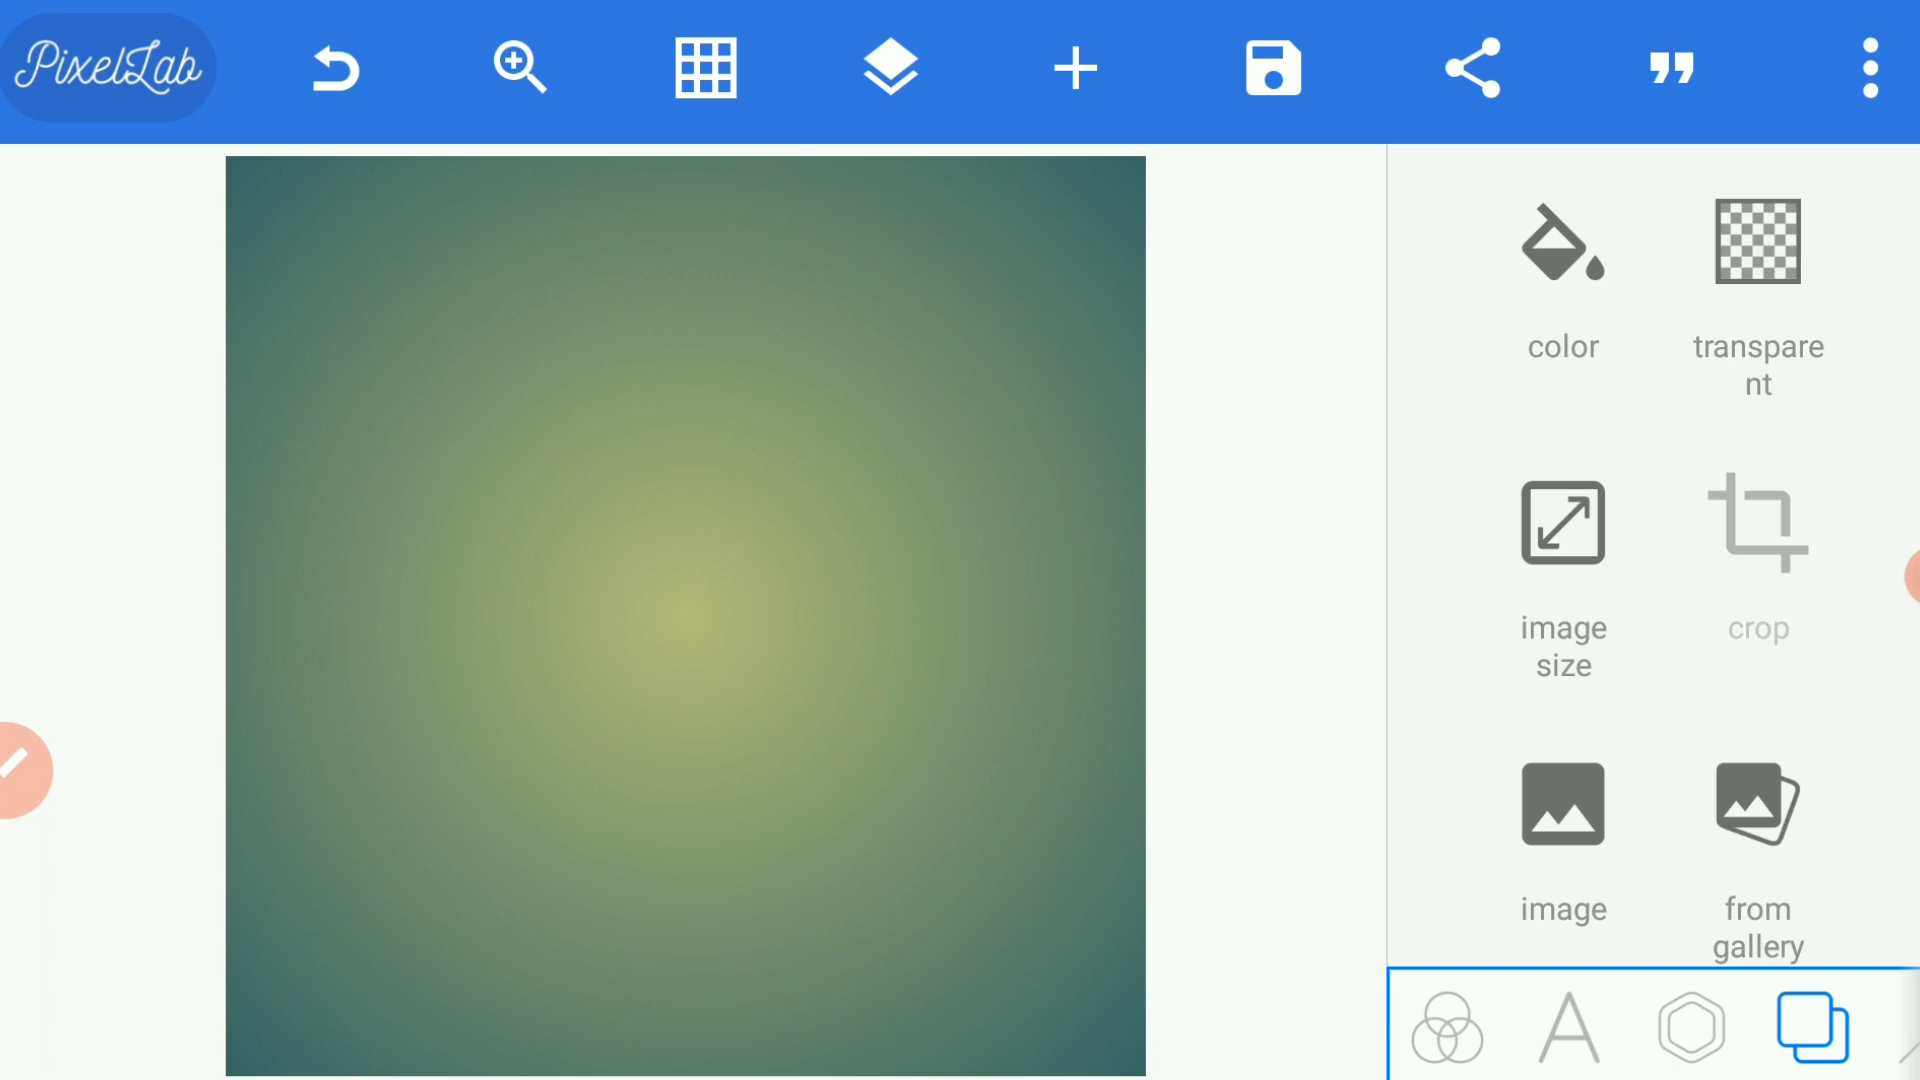 PixelLab
color
transpare
nt
image
size
crop
image
from
gallery